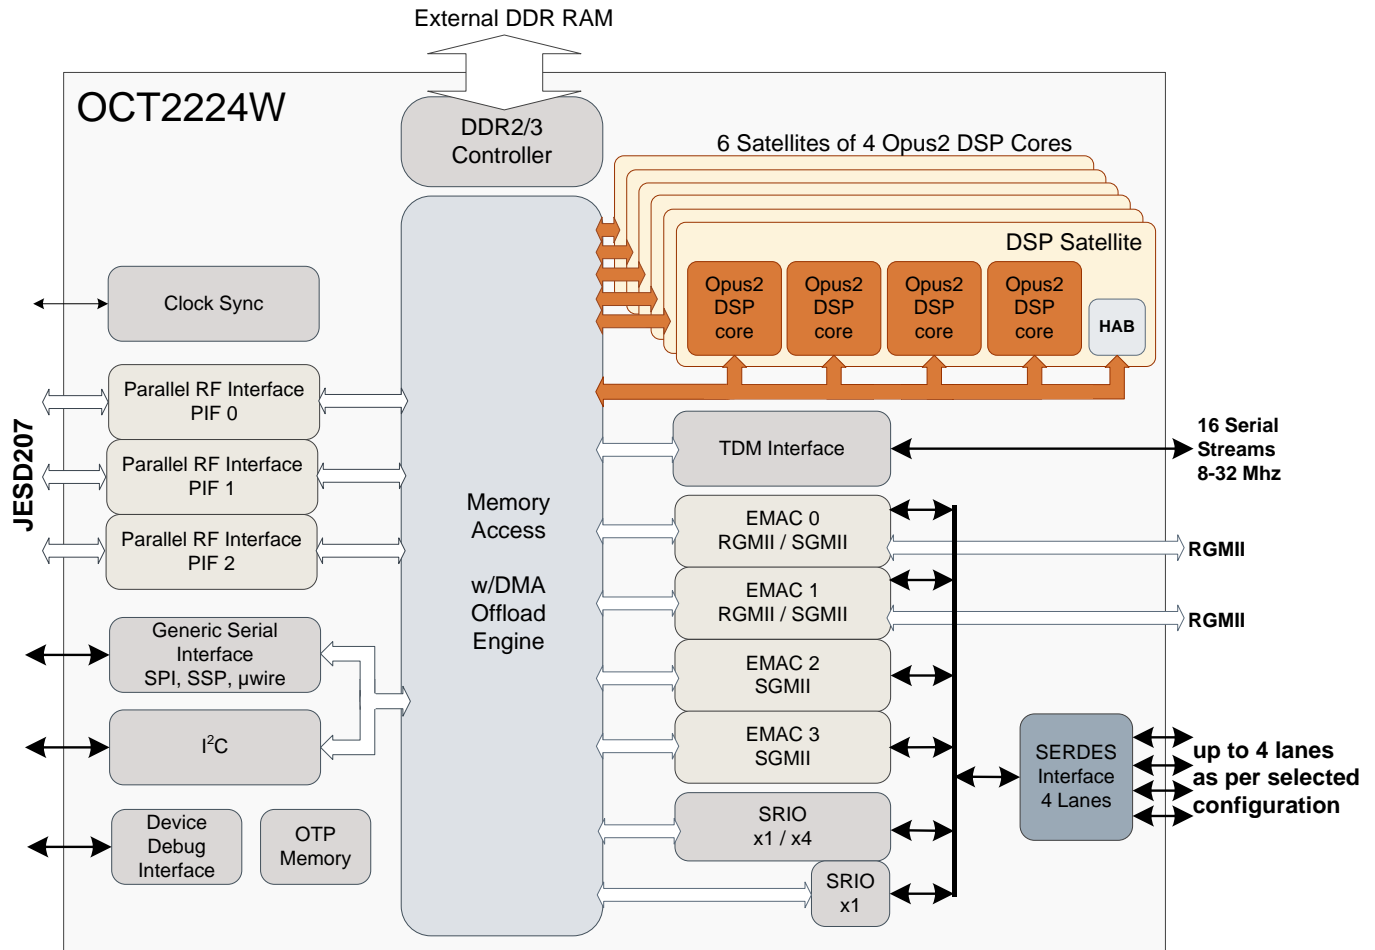 External DDR RAM
OCT2224W
DDR2/3
Controller
6 Satellites of 4 Opus2 DSP Cores
DSP Satellite
Opus2
DSP
core
Opus2
DSP
core
Opus2
DSP
core
Opus2
DSP
core
HAB
Clock Sync
Parallel RF Interface
PIF 0
Parallel RF Interface
PIF 1
Parallel RF Interface
PIF 2
JESD207
Generic Serial
Interface
SPI, SSP, µwire
I²C
Device
Debug
Interface
OTP
Memory
Memory
Access
w/DMA
Offload
Engine
TDM Interface
16 Serial
Streams
8-32 Mhz
EMAC 0
RGMII / SGMII
RGMII
EMAC 1
RGMII / SGMII
RGMII
EMAC 2
SGMII
EMAC 3
SGMII
SRIO
x1 / x4
SRIO
x1
SERDES
Interface
4 Lanes
up to 4 lanes
as per selected
configuration